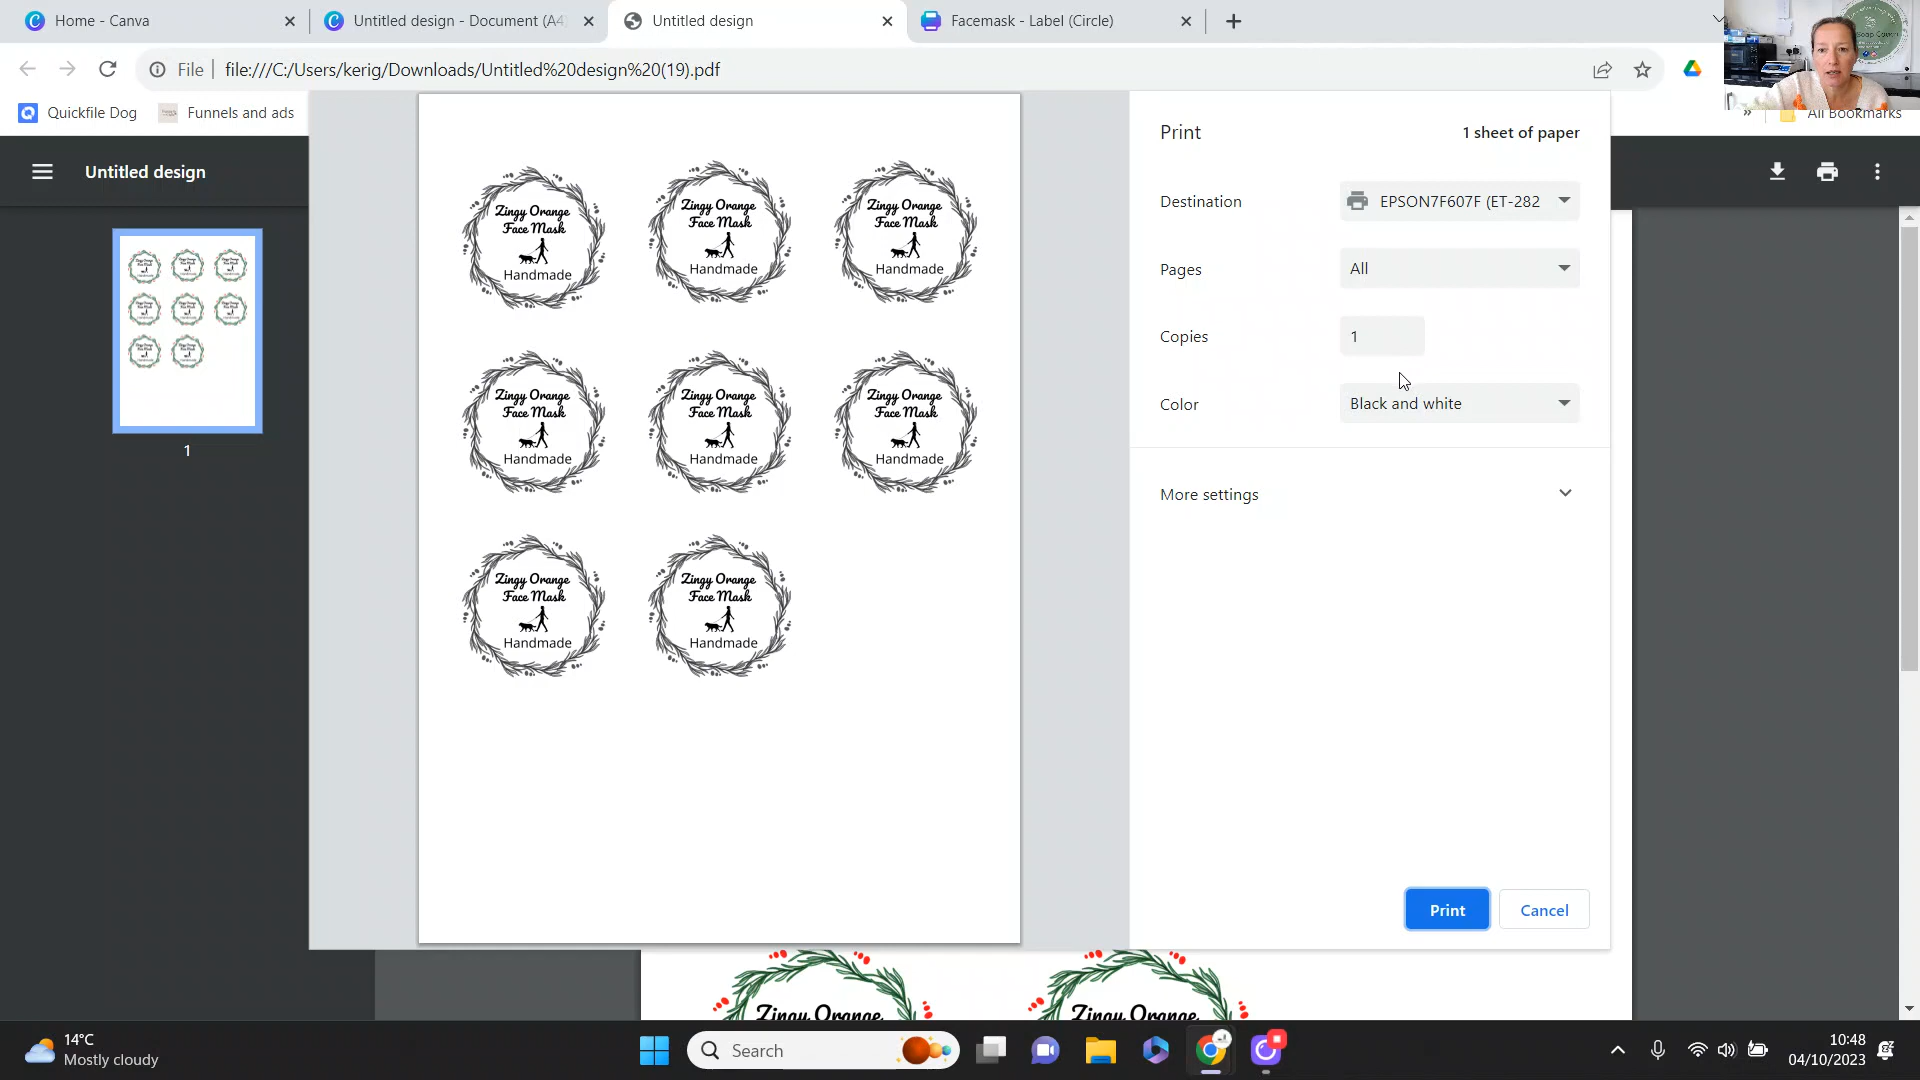 Home - Canva
Untitled design - Document (A4
Untitled design
Facemask - Label (Circle)
File
file:///C:/Users/kerig/Downloads/Untitled%20design%20(19).pdf
Quickfile Dog
Funnels and ads
»
All Bookmarks
Untitled design
1
Zingy Orange
Face Mask
Handmade
Zingy Orange
Face Mask
Handmade
Zingy Orange
Face Mask
Handmade
Zingy Orange
Face Mask
Handmade
Zingy Orange
Face Mask
Handmade
Zingy Orange
Face Mask
Handmade
Zingy Orange
Face Mask
Handmade
Zingy Orange
Face Mask
Handmade
Print
1 sheet of paper
Destination
EPSON7F607F (ET-282
Pages
All
Copies
1
Color
Black and white
More settings
Print
Cancel
Zingy Orange
Zingy Orange
14°C
Mostly cloudy
Search
10:48
04/10/2023